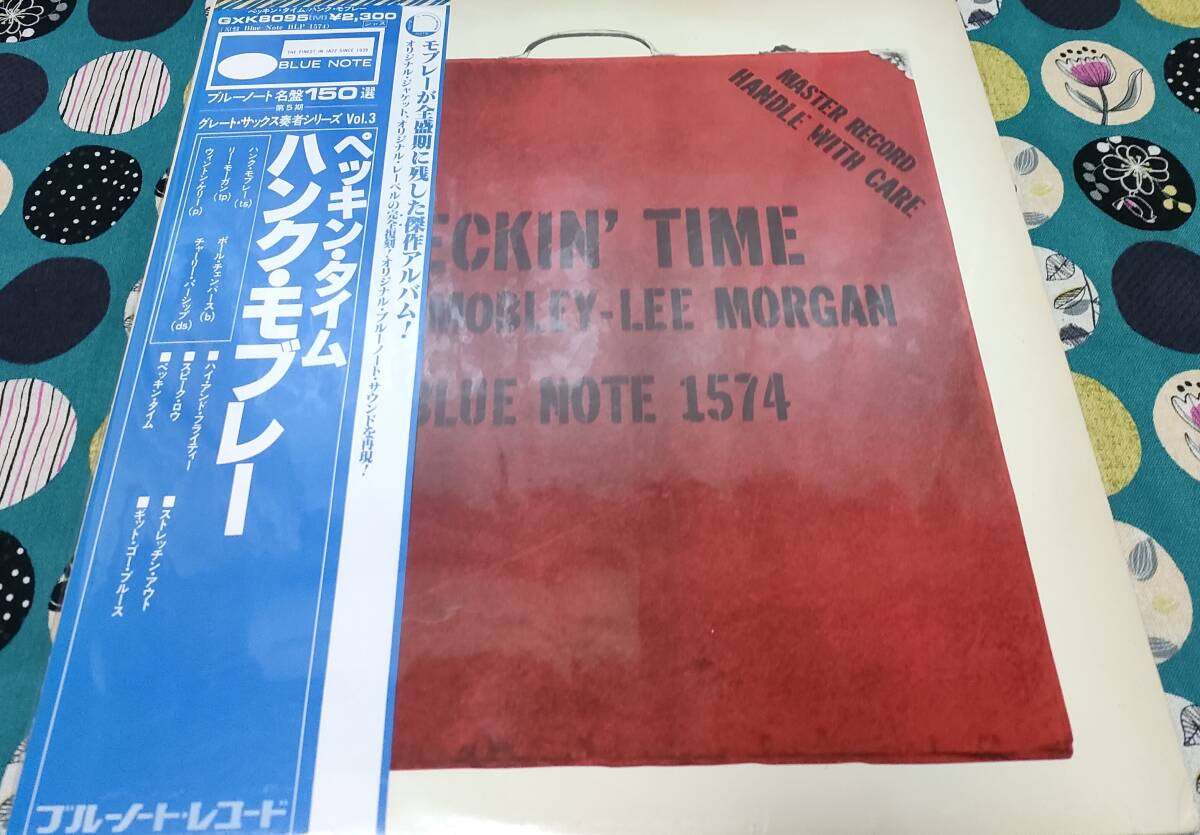 ペッキン・タイム/ハンク・モブレー
GXK8095(M) ¥2,300
Blue Note BLP 1574)
ジャズ
THE FINEST IN JAZZ SINCE 1939
BLUE NOTE
ブルーノート名盤150選
第5期
グレート・サックス奏者シリーズ Vol.3
ペッキン・タイム
ハンク・モブレー
ハンク・モブレー(ts)
リー・モーガン(tp)
ウィントン・ケリー(p)
ポール・チェンバース(b)
チャーリー・パーシップ(ds)
■ハイ・アンド・フライティー
■スピーク・ロウ
■ペッキン・タイム
■ストレッチン・アウト
■ギット・ゴー・ブルース
ブルーノート・レコード
NOTE
モブレーが全盛期に残した傑作アルバム!
オリジナル・ジャケット、オリジナル・レーベルの完全復刻!オリジナル・ブルーノート・サウンドを再現!
MASTER RECORD
HANDLE WITH CARE
ECKIN' TIME
MOBLEY-LEE MORGAN
BLUE NOTE 1574